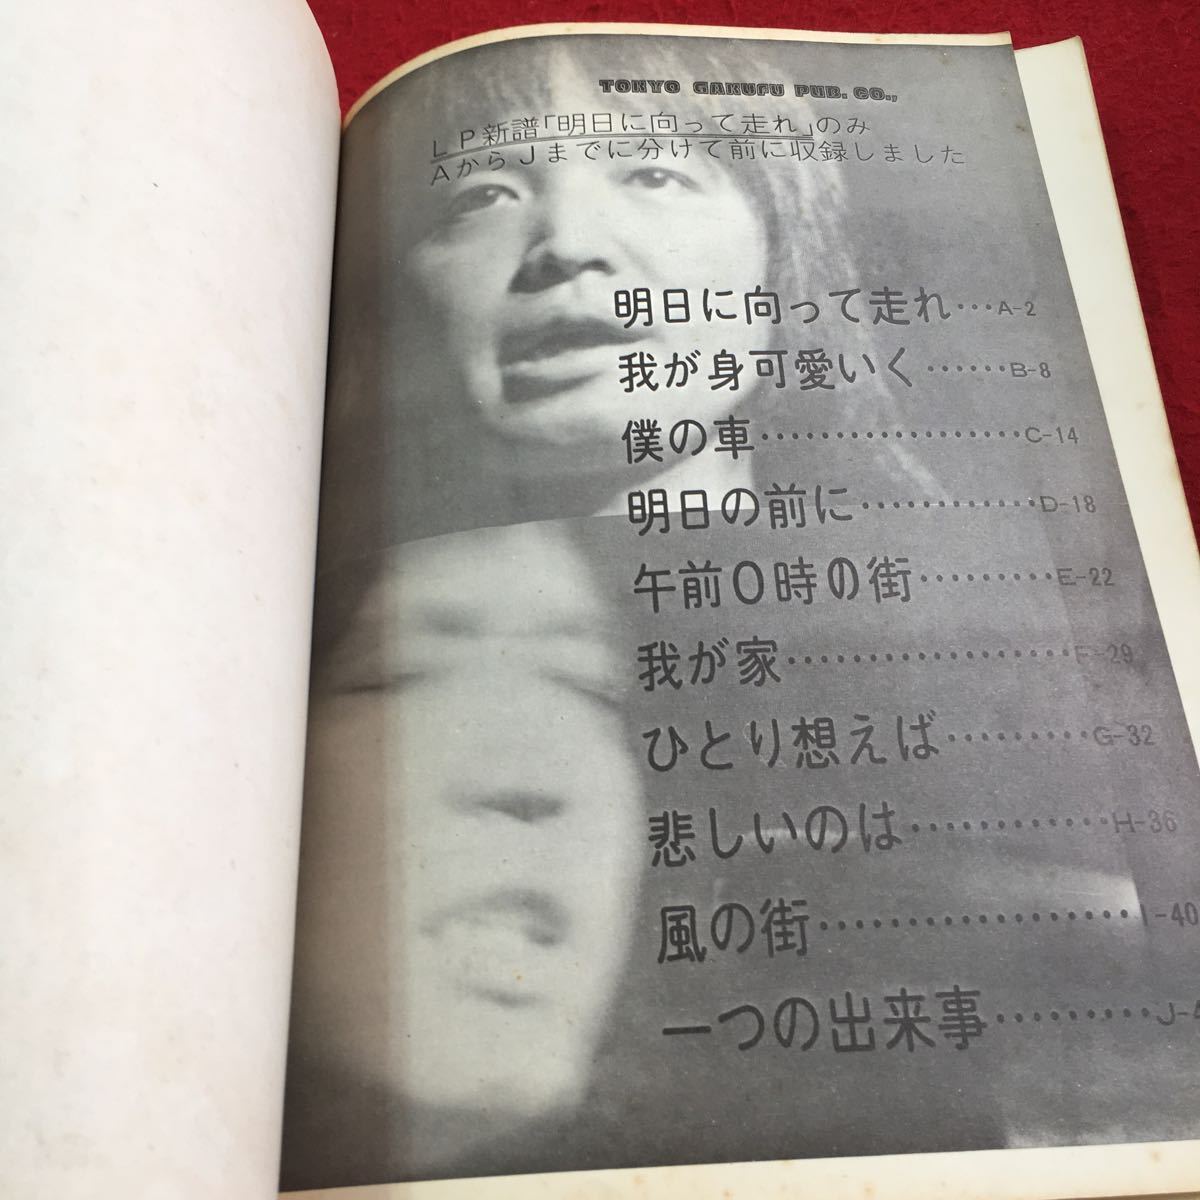 TOKYO GAKUFU PUB. CO.,
LP新譜「明日に向って走れ」のみ
AからJまでに分けて前に収録しました
明日に向って走れ…A-2
我が身可愛いく……B-8
僕の車………………C-14
明日の前に…………D-18
午前0時の街………E-22
我が家………………F-29
ひとり想えば………G-32
悲しいのは…………H-36
風の街………………I-40
一つの出来事………J-4